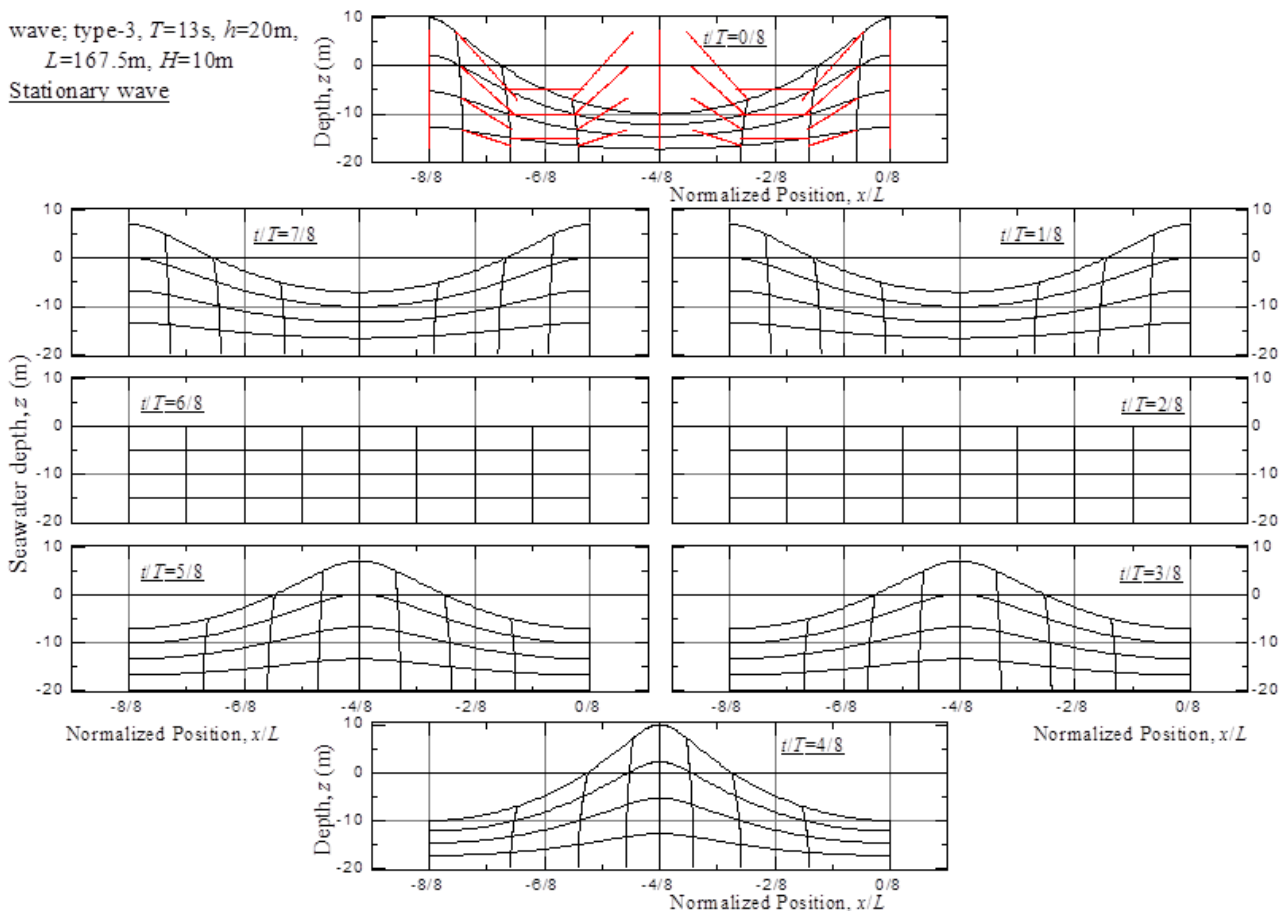 wave; type-3, T=13s, h=20m,
L=167.5m, H=10m
Stationary wave
Depth, z (m)
10
0
-10
-20
t/T=0/8
-8/8 -6/8 -4/8 -2/8 0/8
Normalized Position, x/L
Seawater depth, z (m)
10
0
-10
-20
t/T=7/8
t/T=1/8
10
0
-10
-20
10
0
-10
-20
t/T=6/8
t/T=2/8
10
0
-10
-20
10
0
-10
-20
t/T=5/8
t/T=3/8
10
0
-10
-20
-8/8 -6/8 -4/8 -2/8 0/8
Normalized Position, x/L
-8/8 -6/8 -4/8 -2/8 0/8
Normalized Position, x/L
Depth, z (m)
10
0
-10
-20
t/T=4/8
-8/8 -6/8 -4/8 -2/8 0/8
Normalized Position, x/L